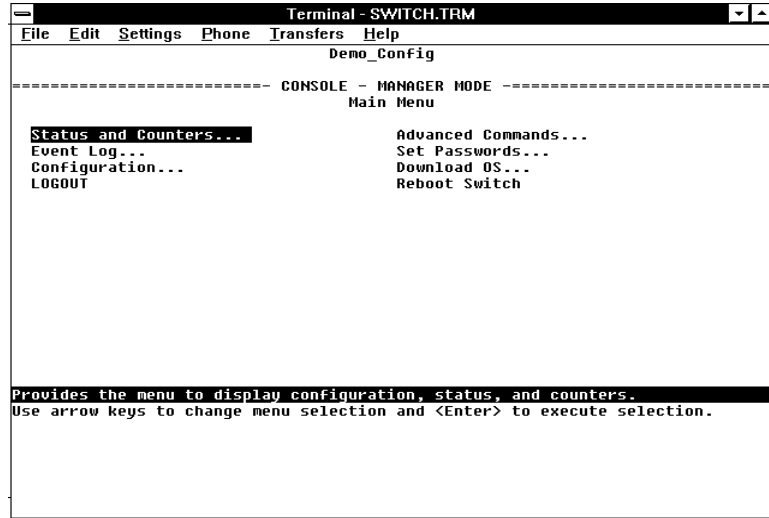 Terminal - SWITCH.TRM
File Edit Settings Phone Transfers Help
Demo_Config
==========================- CONSOLE - MANAGER MODE -===========================
Main Menu
Status and Counters... Advanced Commands...
Event Log... Set Passwords...
Configuration... Download OS...
LOGOUT Reboot Switch
Provides the menu to display configuration, status, and counters.
Use arrow keys to change menu selection and <Enter> to execute selection.